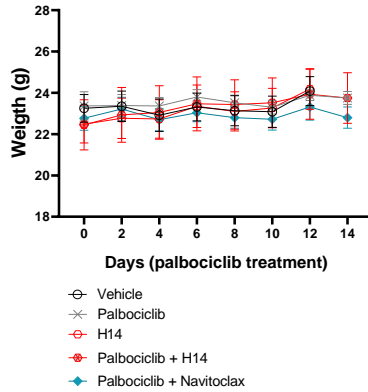 28
26
24
22
20
18
Weigth (g)
0 2 4 6 8 10 12 14
Days (palbociclib treatment)
Vehicle
Palbociclib
H14
Palbociclib + H14
Palbociclib + Navitoclax